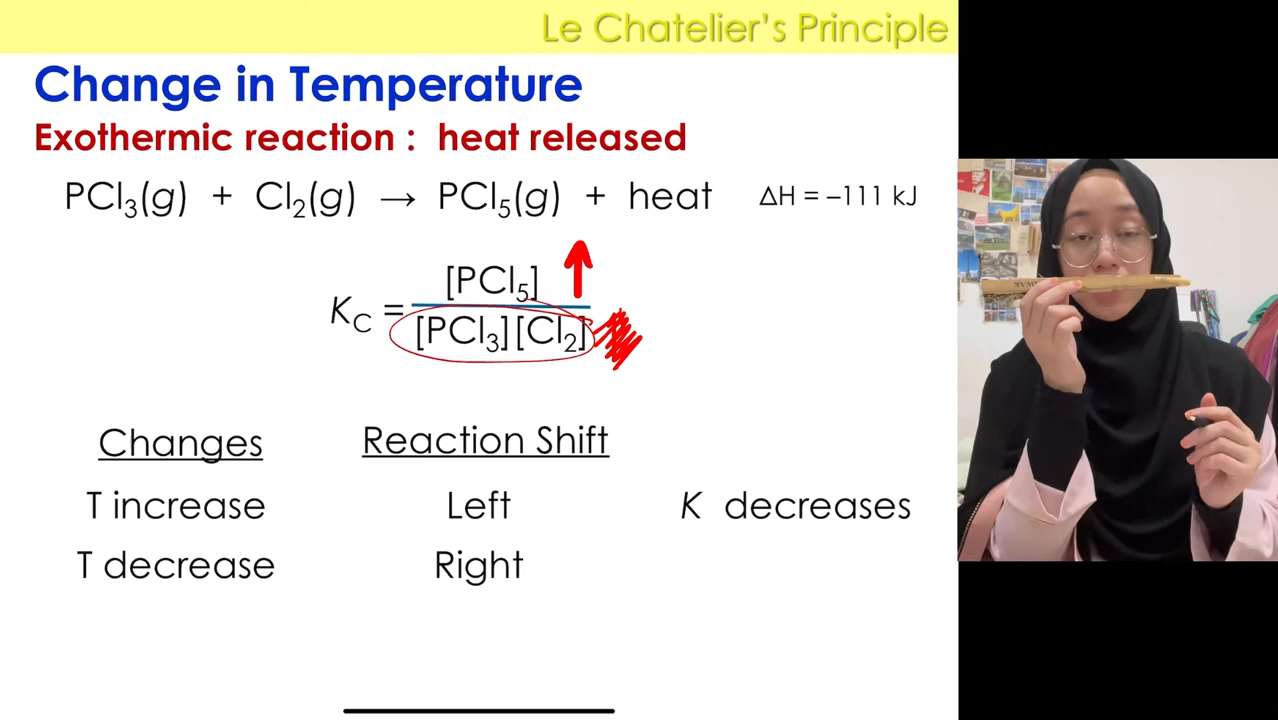 Le Chatelier's Principle
Change in Temperature
Exothermic reaction : heat released
PCl₃(g) + Cl₂(g) → PCl₅(g) + heat ΔH = –111 kJ
[PCl₅]
K_C =
[PCl₃][Cl₂]
Changes Reaction Shift
T increase Left K decreases
T decrease Right